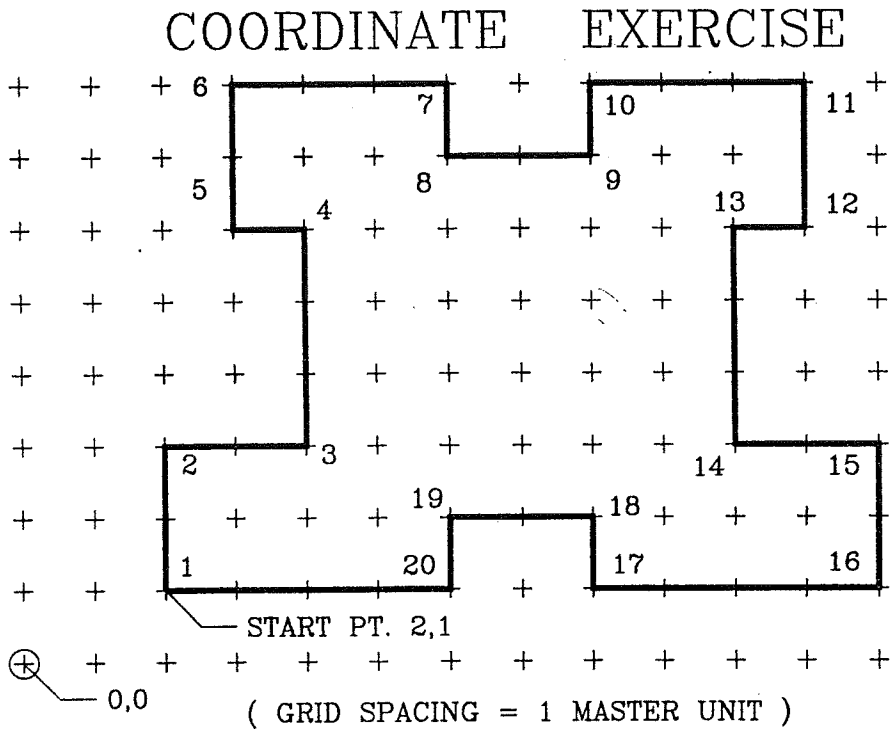 COORDINATE EXERCISE
6 7 10 11
5 8 9 12
4 13
2 3 14 15
19 18
1 20 17 16
START PT. 2,1
0,0
( GRID SPACING = 1 MASTER UNIT )